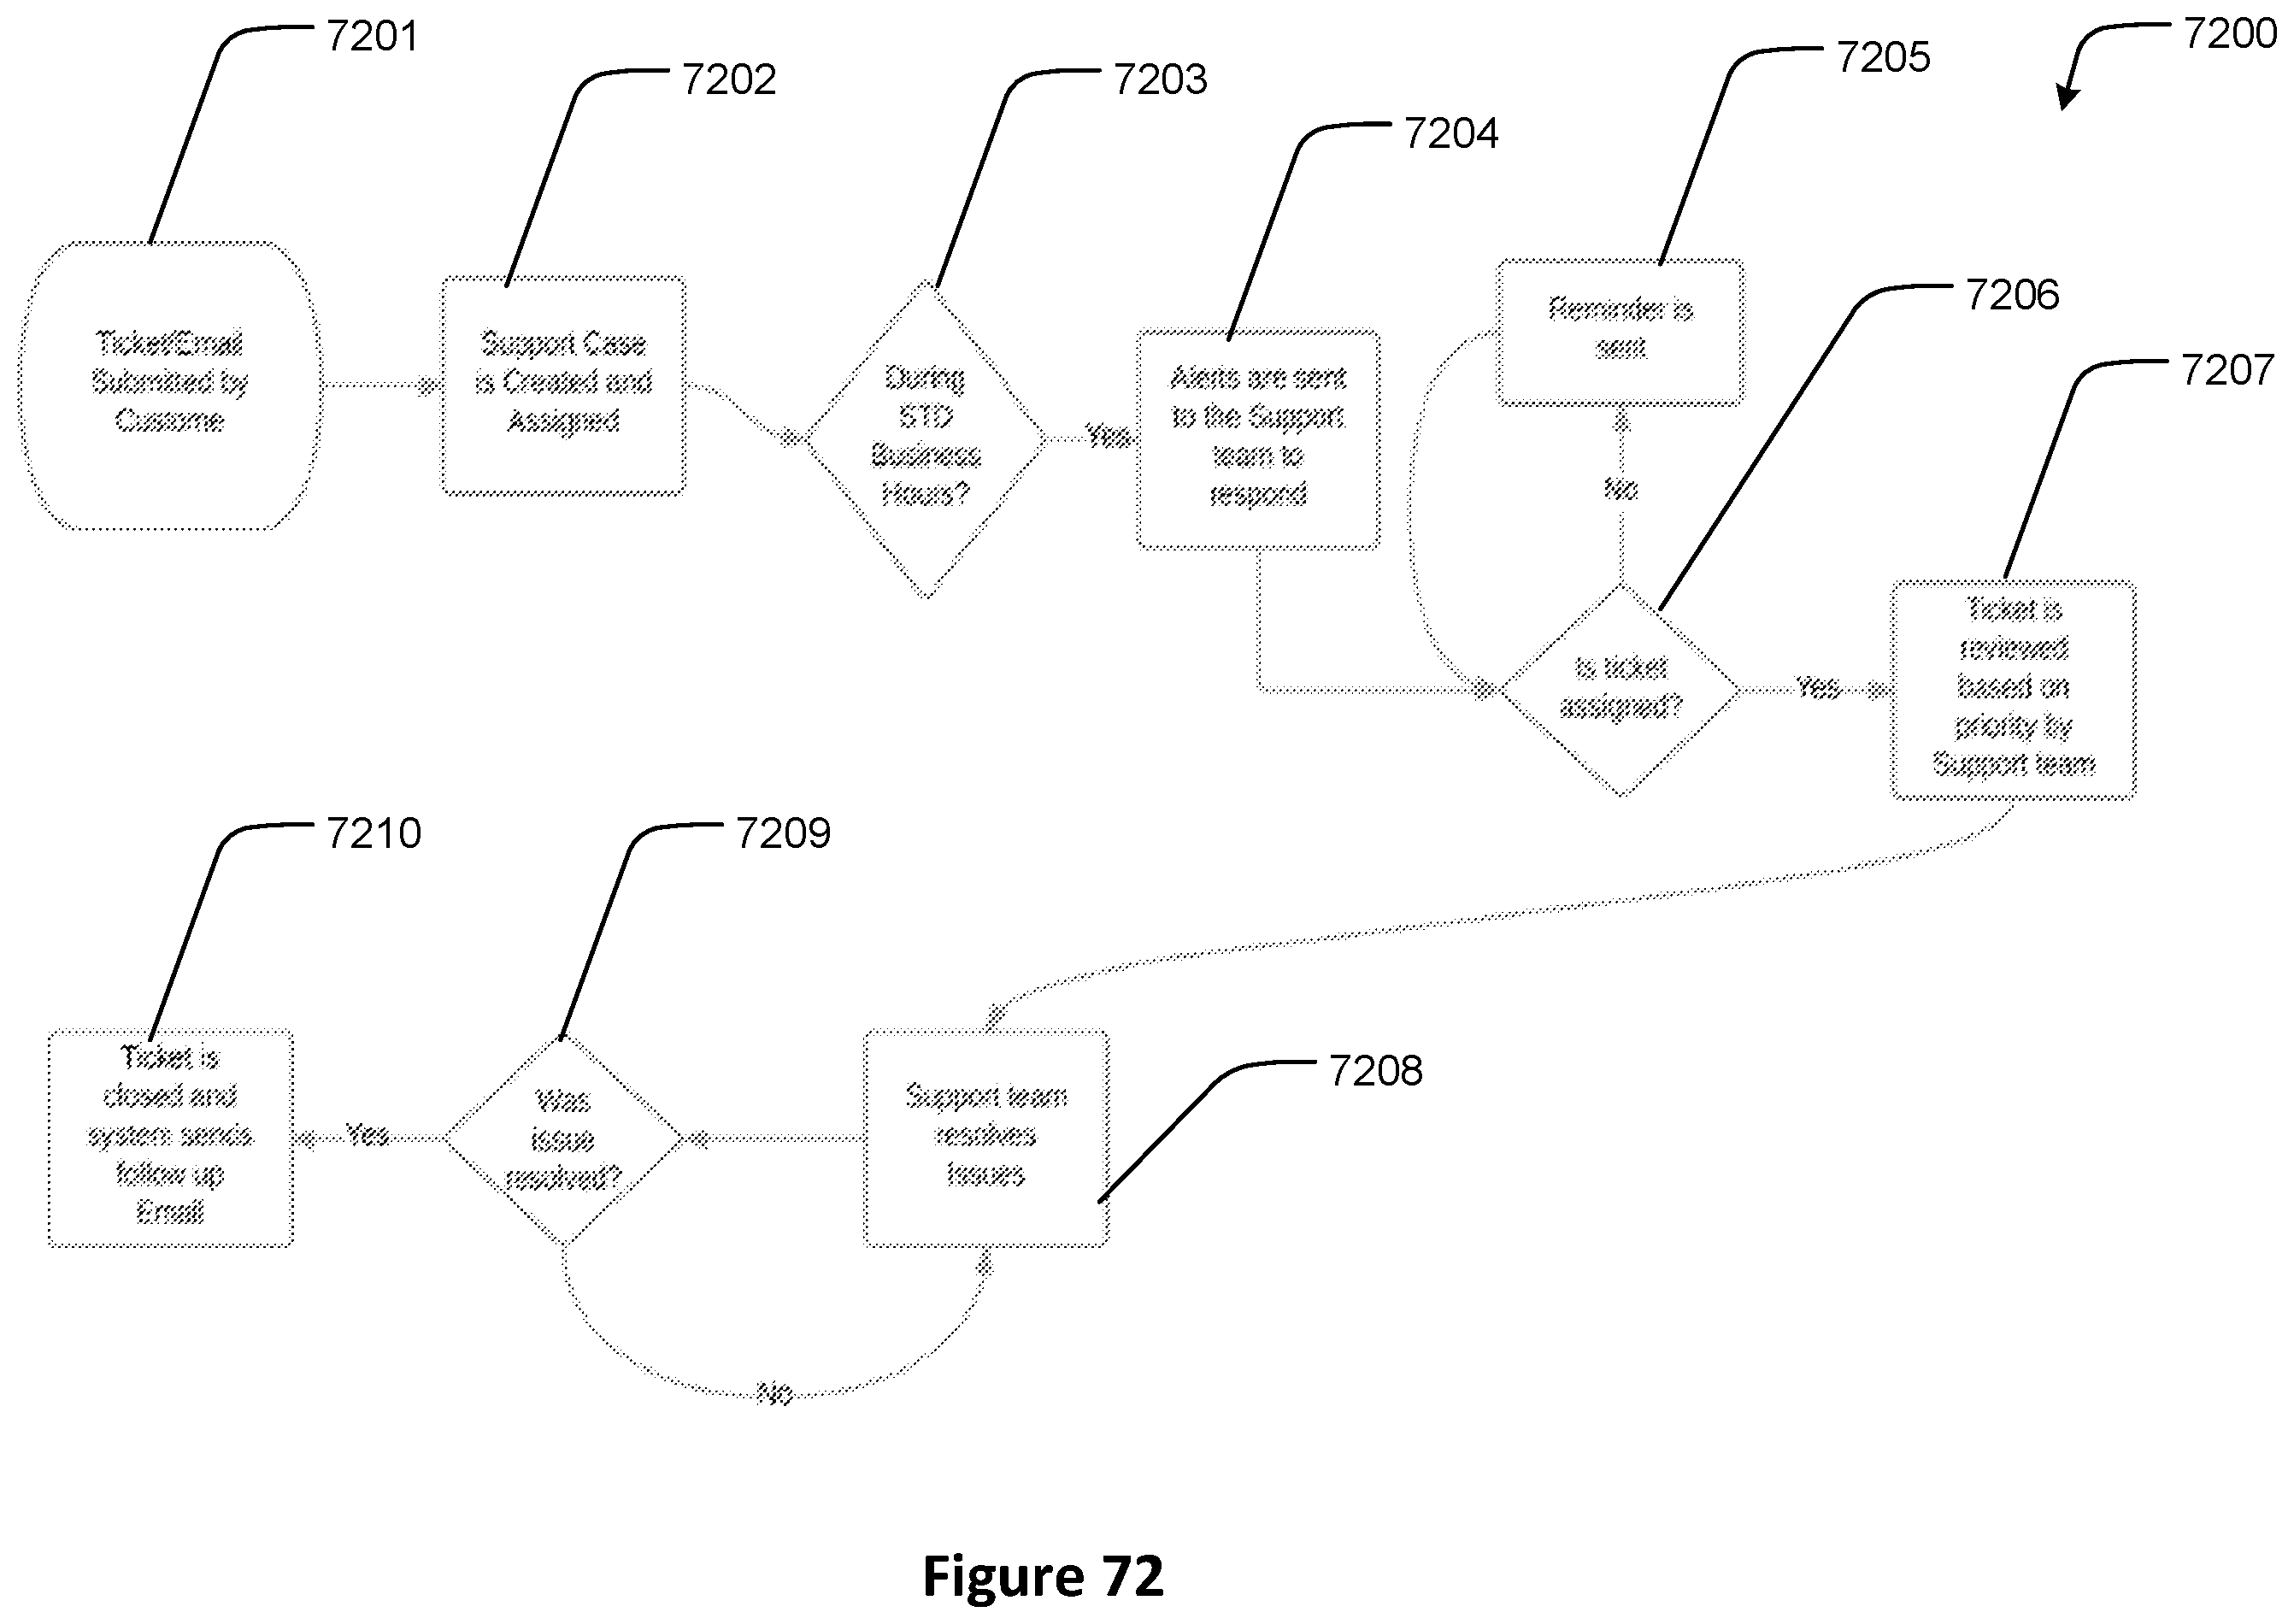 7200
7201
7202
7203
7204
7205
7206
7207
Ticket/Email
Submitted by
Custome
Support Case
is Created and
Assigned
During
STD
Business
Hours?
Yes
Alerts are sent
to the Support
team to
respond
Reminder is
sent
No
Is ticket
assigned?
Yes
Ticket is
reviewed
based on
priority by
Support team
7210
7209
7208
Ticket is
closed and
system sends
follow up
Email
Yes
Was
issue
resolved?
Support team
resolves
Issues
No
Figure 72